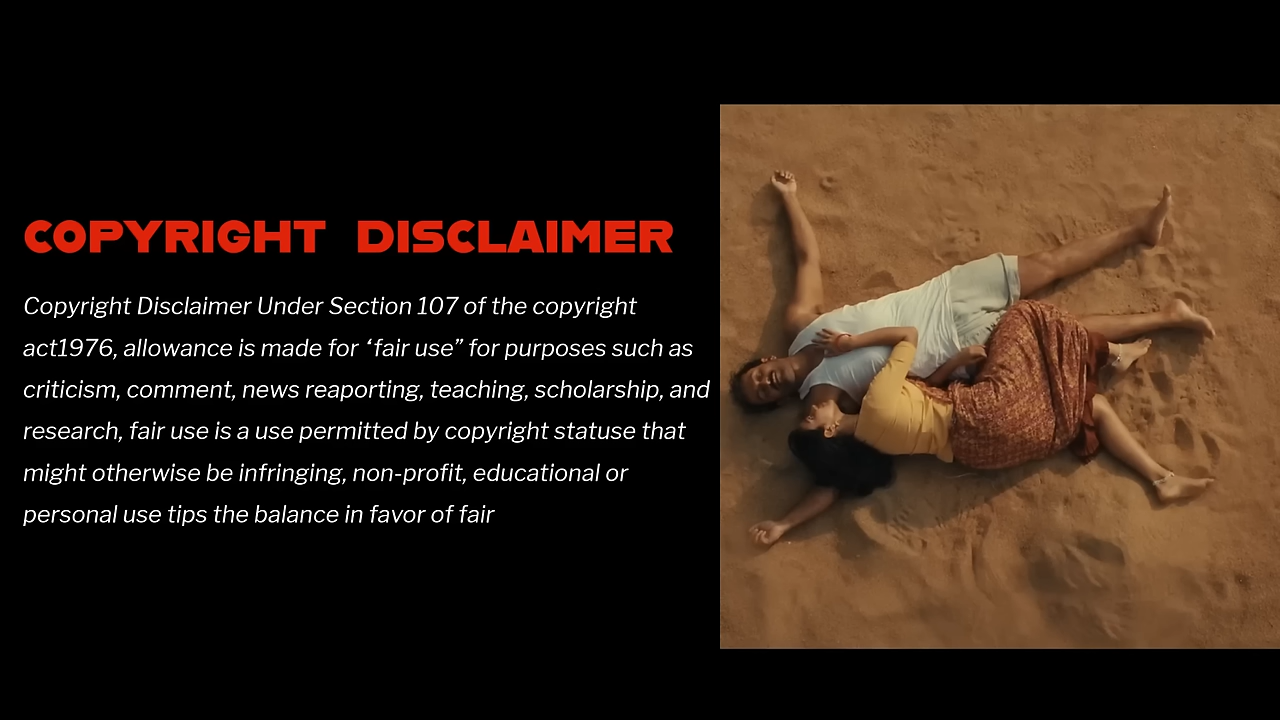 COPYRIGHT DISCLAIMER
Copyright Disclaimer Under Section 107 of the copyright
act1976, allowance is made for “fair use” for purposes such as
criticism, comment, news reaporting, teaching, scholarship, and
research, fair use is a use permitted by copyright statuse that
might otherwise be infringing, non-profit, educational or
personal use tips the balance in favor of fair